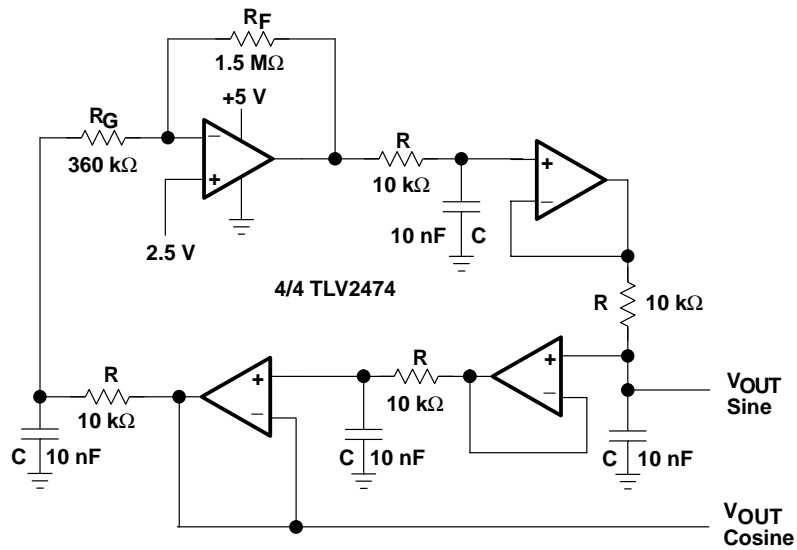 RF
1.5 MΩ
+5 V
RG
360 kΩ
−
+
2.5 V
R
10 kΩ
10 nF C
+
−
4/4 TLV2474
R 10 kΩ
VOUT
Sine
C 10 nF
+
−
R
10 kΩ
+
−
C 10 nF
R
10 kΩ
C 10 nF
VOUT
Cosine